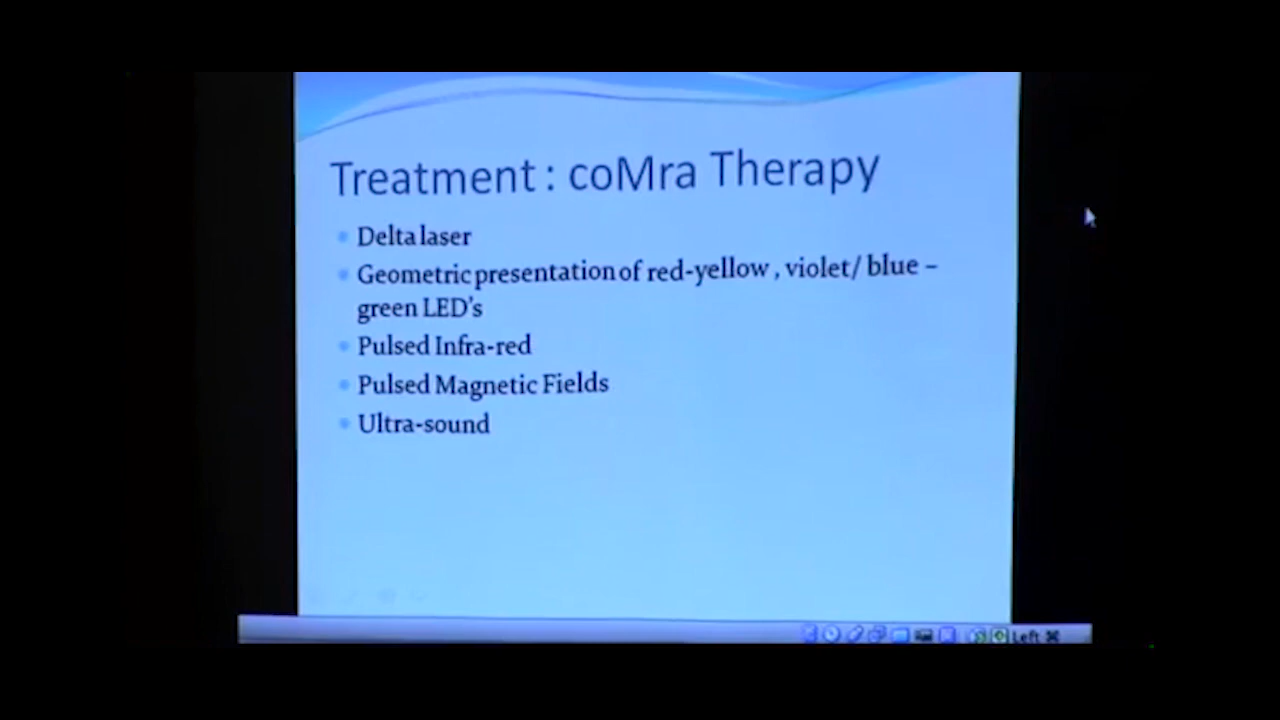 Treatment : coMra Therapy
Delta laser
Geometric presentation of red-yellow , violet/ blue –
green LED's
Pulsed Infra-red
Pulsed Magnetic Fields
Ultra-sound
Left ⌘